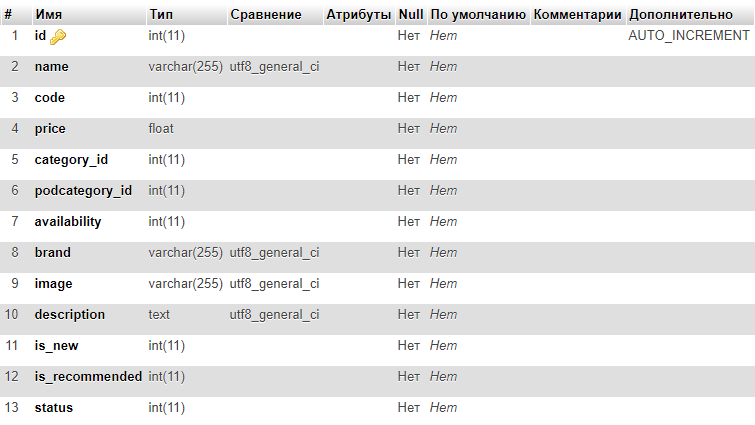 # Имя Тип Сравнение Атрибуты Null По умолчанию Комментарии Дополнительно
1 id int(11) Нет Нет AUTO_INCREMENT
2 name varchar(255) utf8_general_ci Нет Нет
3 code int(11) Нет Нет
4 price float Нет Нет
5 category_id int(11) Нет Нет
6 podcategory_id int(11) Нет Нет
7 availability int(11) Нет Нет
8 brand varchar(255) utf8_general_ci Нет Нет
9 image varchar(255) utf8_general_ci Нет Нет
10 description text utf8_general_ci Нет Нет
11 is_new int(11) Нет Нет
12 is_recommended int(11) Нет Нет
13 status int(11) Нет Нет